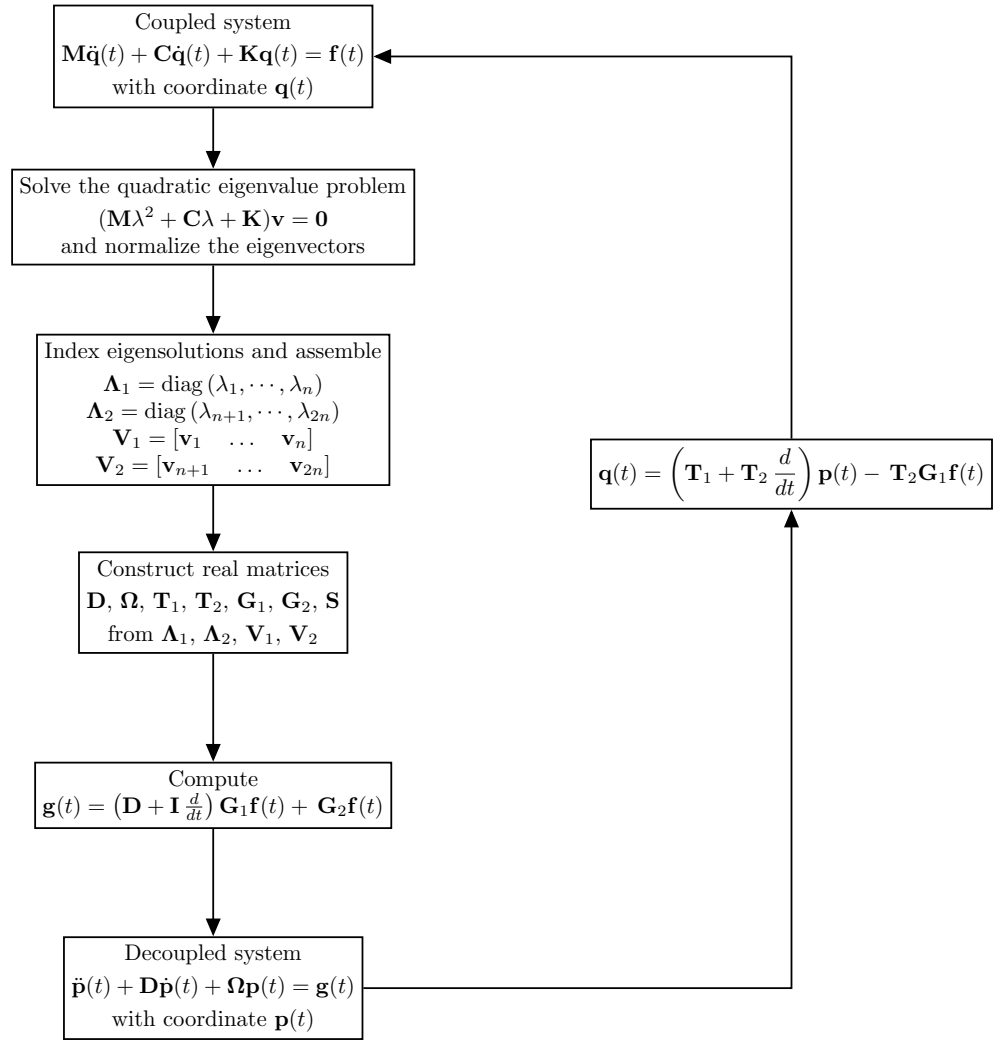 Coupled system
𝐌𝐪̈(t) + 𝐂𝐪̇(t) + 𝐊𝐪(t) = 𝐟(t)
with coordinate 𝐪(t)
Solve the quadratic eigenvalue problem
(𝐌λ² + 𝐂λ + 𝐊)𝐯 = 𝟎
and normalize the eigenvectors
Index eigensolutions and assemble
𝚲₁ = diag (λ₁, ⋯ , λₙ)
𝚲₂ = diag (λₙ₊₁, ⋯ , λ₂ₙ)
𝐕₁ = [𝐯₁ … 𝐯ₙ]
𝐕₂ = [𝐯ₙ₊₁ … 𝐯₂ₙ]
𝐪(t) = (𝐓₁ + 𝐓₂ d/dt) 𝐩(t) − 𝐓₂𝐆₁𝐟(t)
Construct real matrices
𝐃, 𝛀, 𝐓₁, 𝐓₂, 𝐆₁, 𝐆₂, 𝐒
from 𝚲₁, 𝚲₂, 𝐕₁, 𝐕₂
Compute
𝐠(t) = (𝐃 + 𝐈 d/dt) 𝐆₁𝐟(t) + 𝐆₂𝐟(t)
Decoupled system
𝐩̈(t) + 𝐃𝐩̇(t) + 𝛀𝐩(t) = 𝐠(t)
with coordinate 𝐩(t)